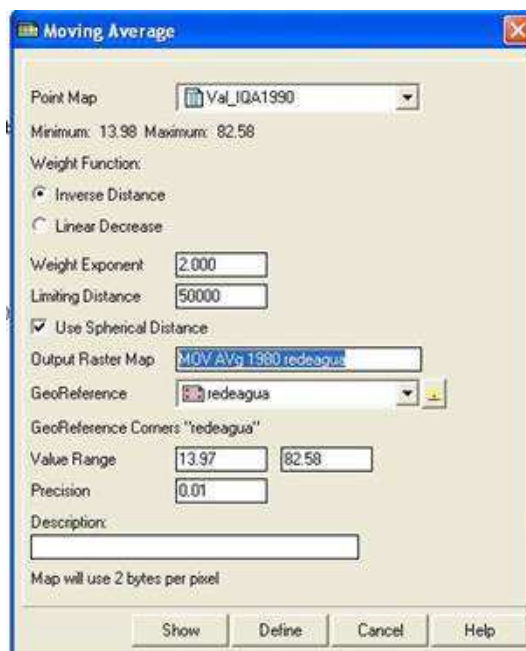 Moving Average
Point Map Val_IQA1990
Minimum: 13.98 Maximum: 82.58
Weight Function:
Inverse Distance
Linear Decrease
Weight Exponent 2.000
Limiting Distance 50000
Use Spherical Distance
Output Raster Map MOV AVg 1980 redeagua
GeoReference redeagua
GeoReference Corners "redeagua"
Value Range 13.97 82.58
Precision 0.01
Description:
Map will use 2 bytes per pixel
Show Define Cancel Help